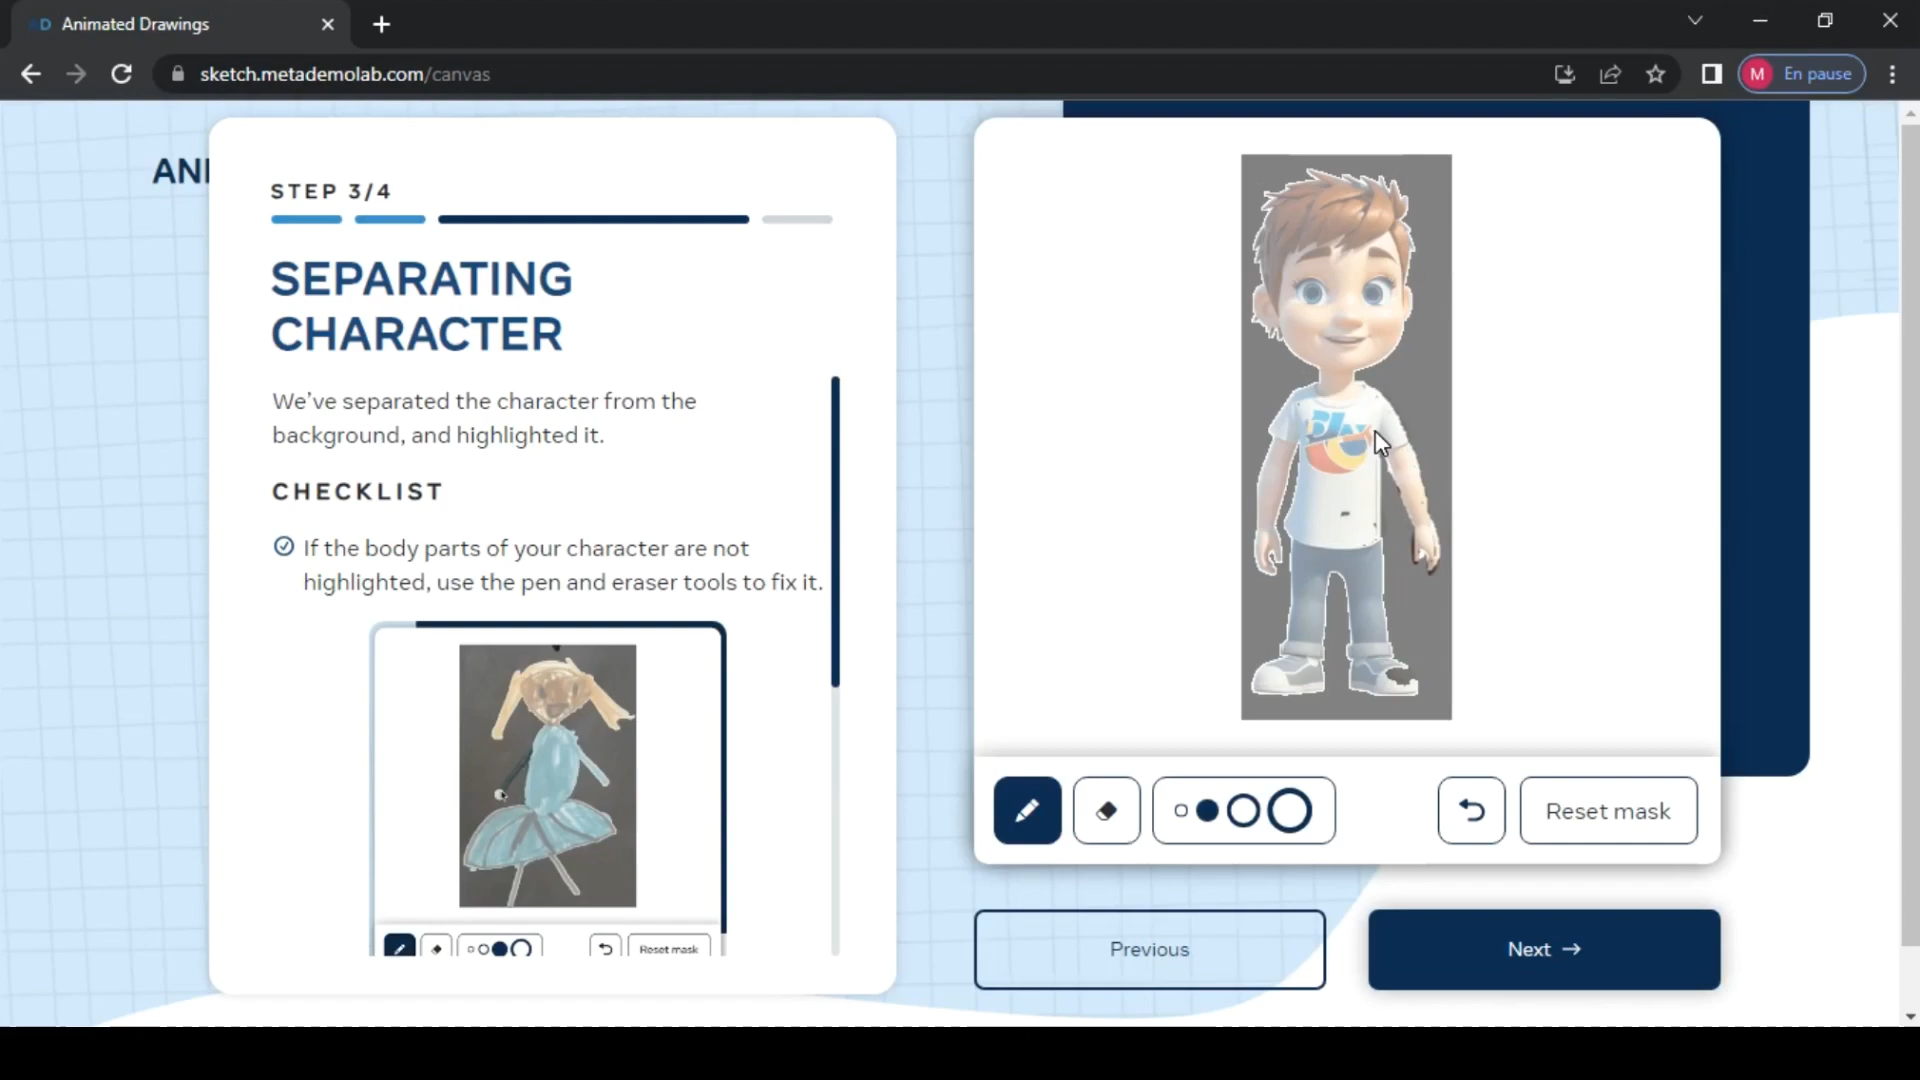 Animated Drawings
sketch.metademolab.com/canvas
M En pause
ANI
STEP 3/4
SEPARATING
CHARACTER
We've separated the character from the
background, and highlighted it.
CHECKLIST
If the body parts of your character are not
highlighted, use the pen and eraser tools to fix it.
Reset mask
Reset mask
Previous
Next →